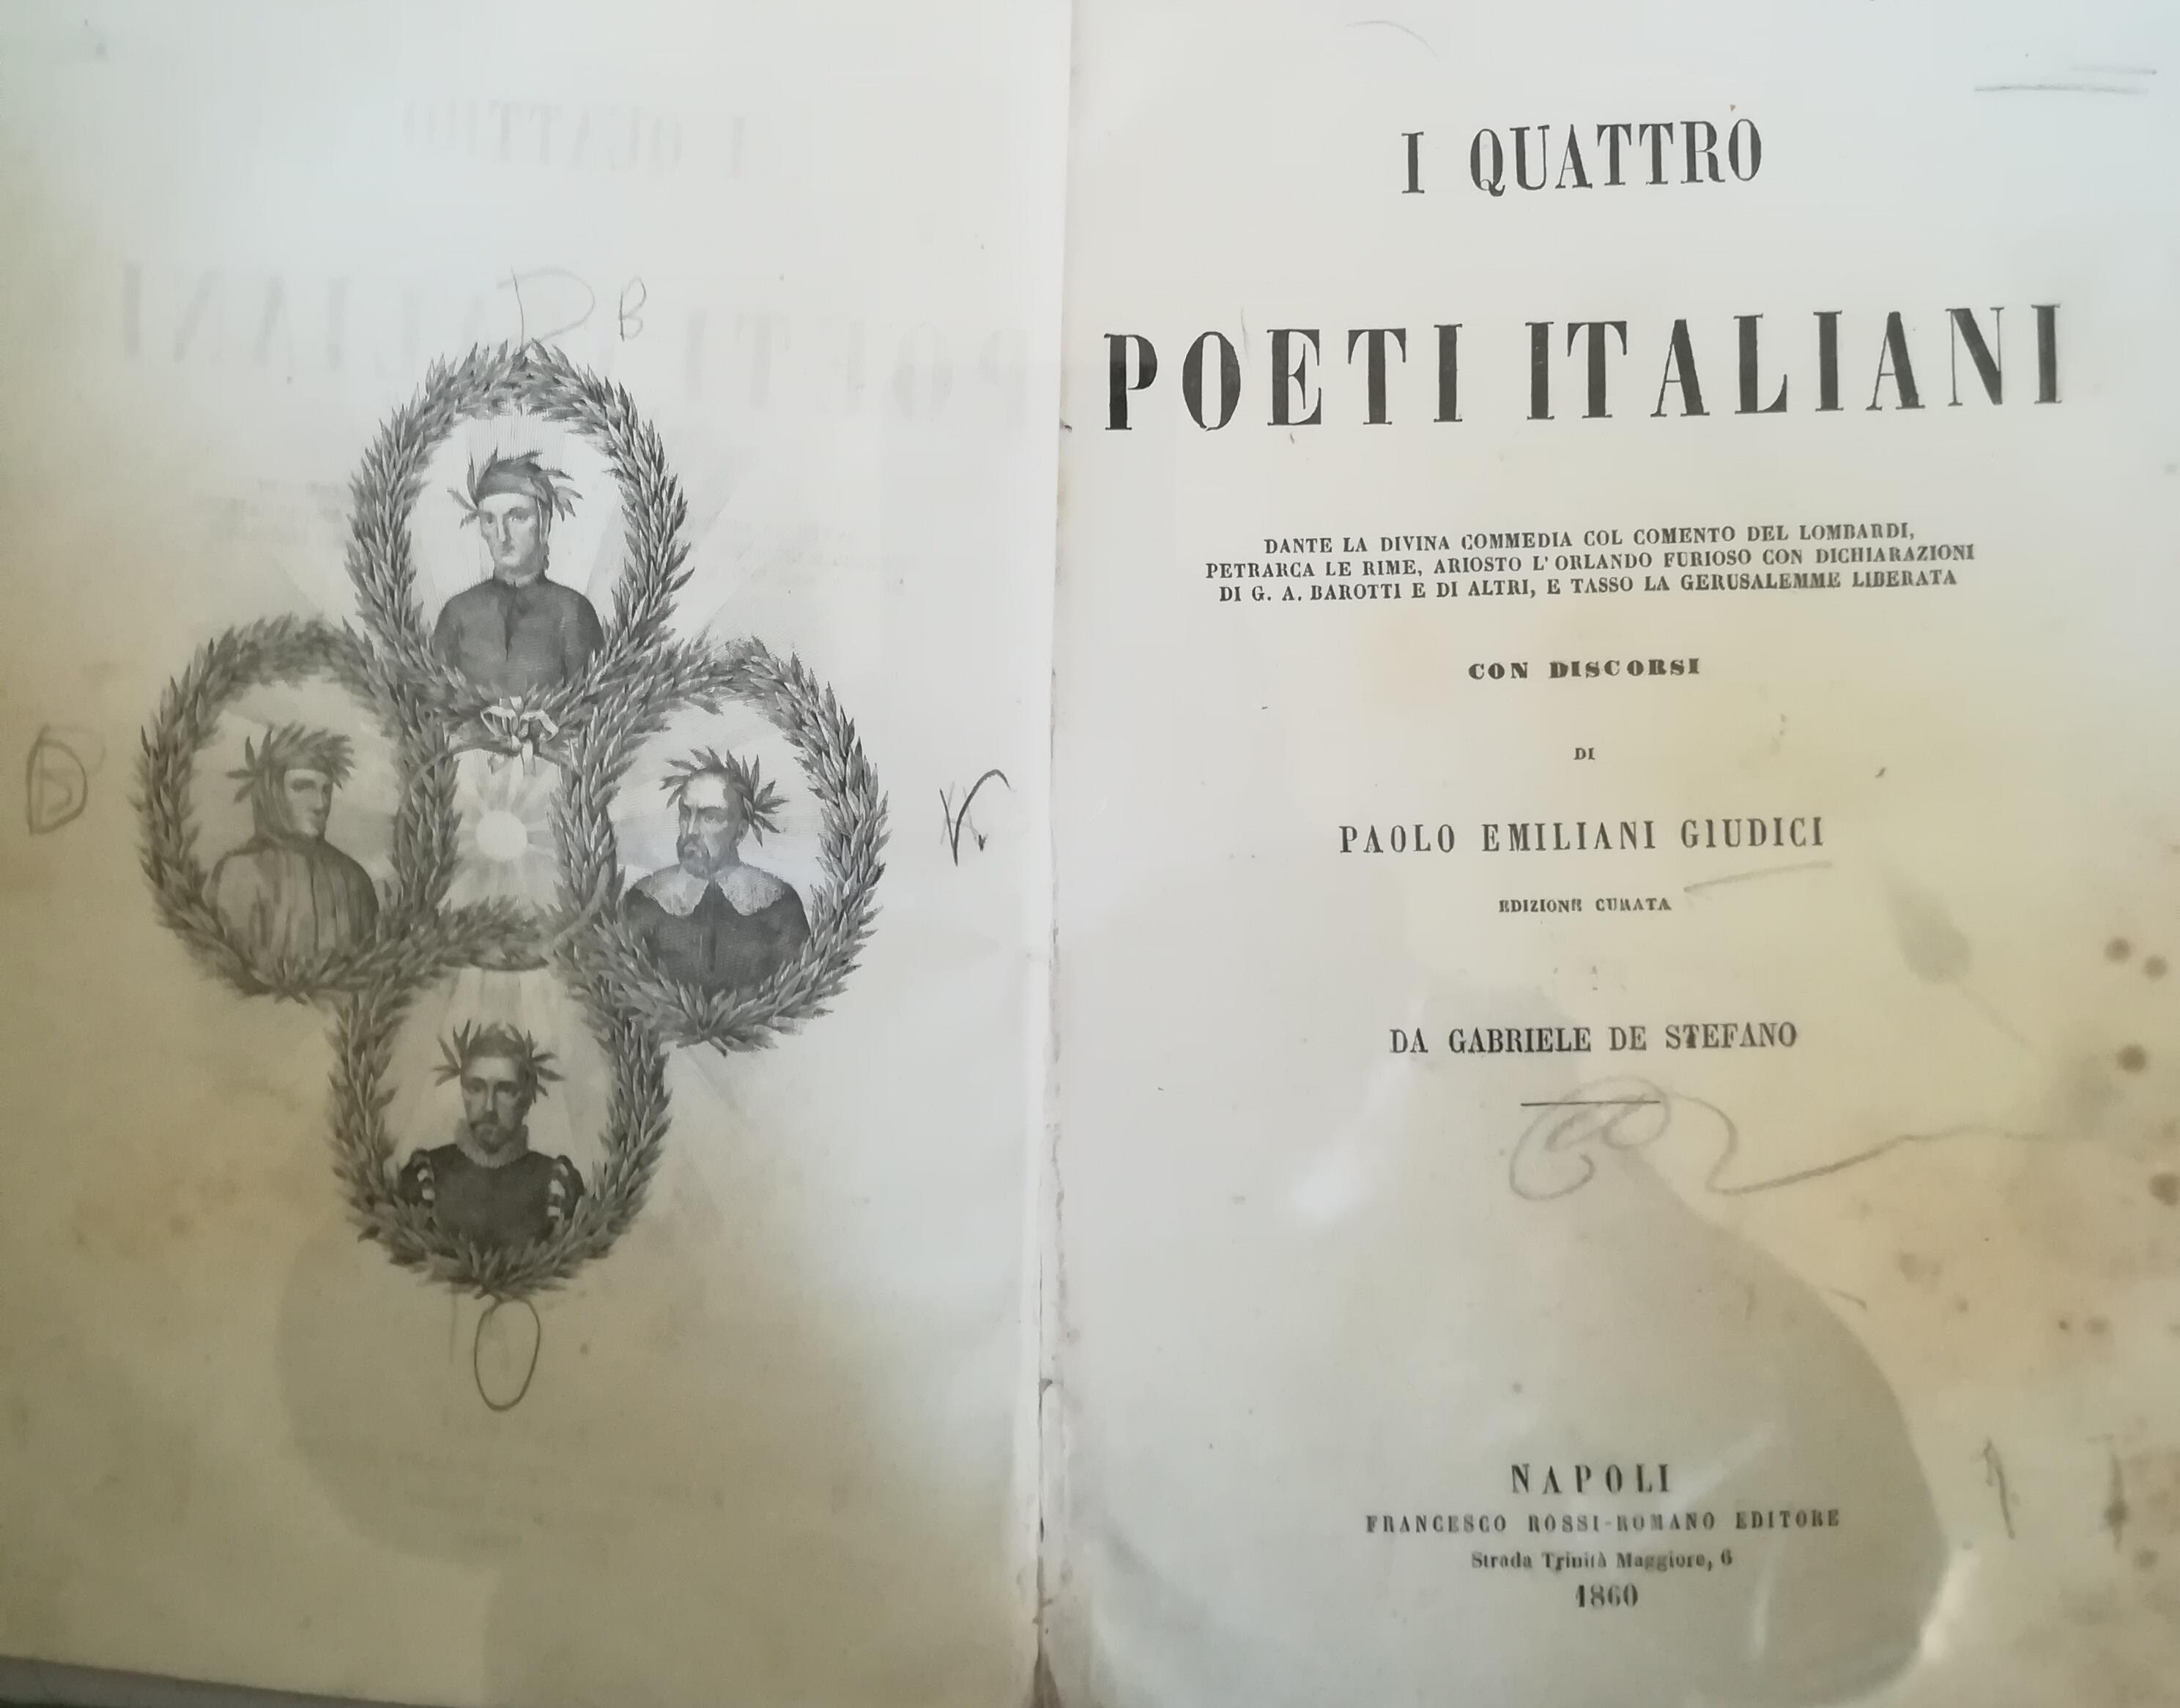 D B
B
I QUATTRO
POETI ITALIANI
DANTE LA DIVINA COMMEDIA COL COMENTO DEL LOMBARDI,
PETRARCA LE RIME, ARIOSTO L'ORLANDO FURIOSO CON DICHIARAZIONI
DI G. A. BAROTTI E DI ALTRI, E TASSO LA GERUSALEMME LIBERATA
CON DISCORSI
DI
PAOLO EMILIANI GIUDICI
EDIZIONE CURATA
DA GABRIELE DE STEFANO
NAPOLI
FRANCESCO ROSSI-ROMANO EDITORE
Strada Trinità Maggiore, 6
1860